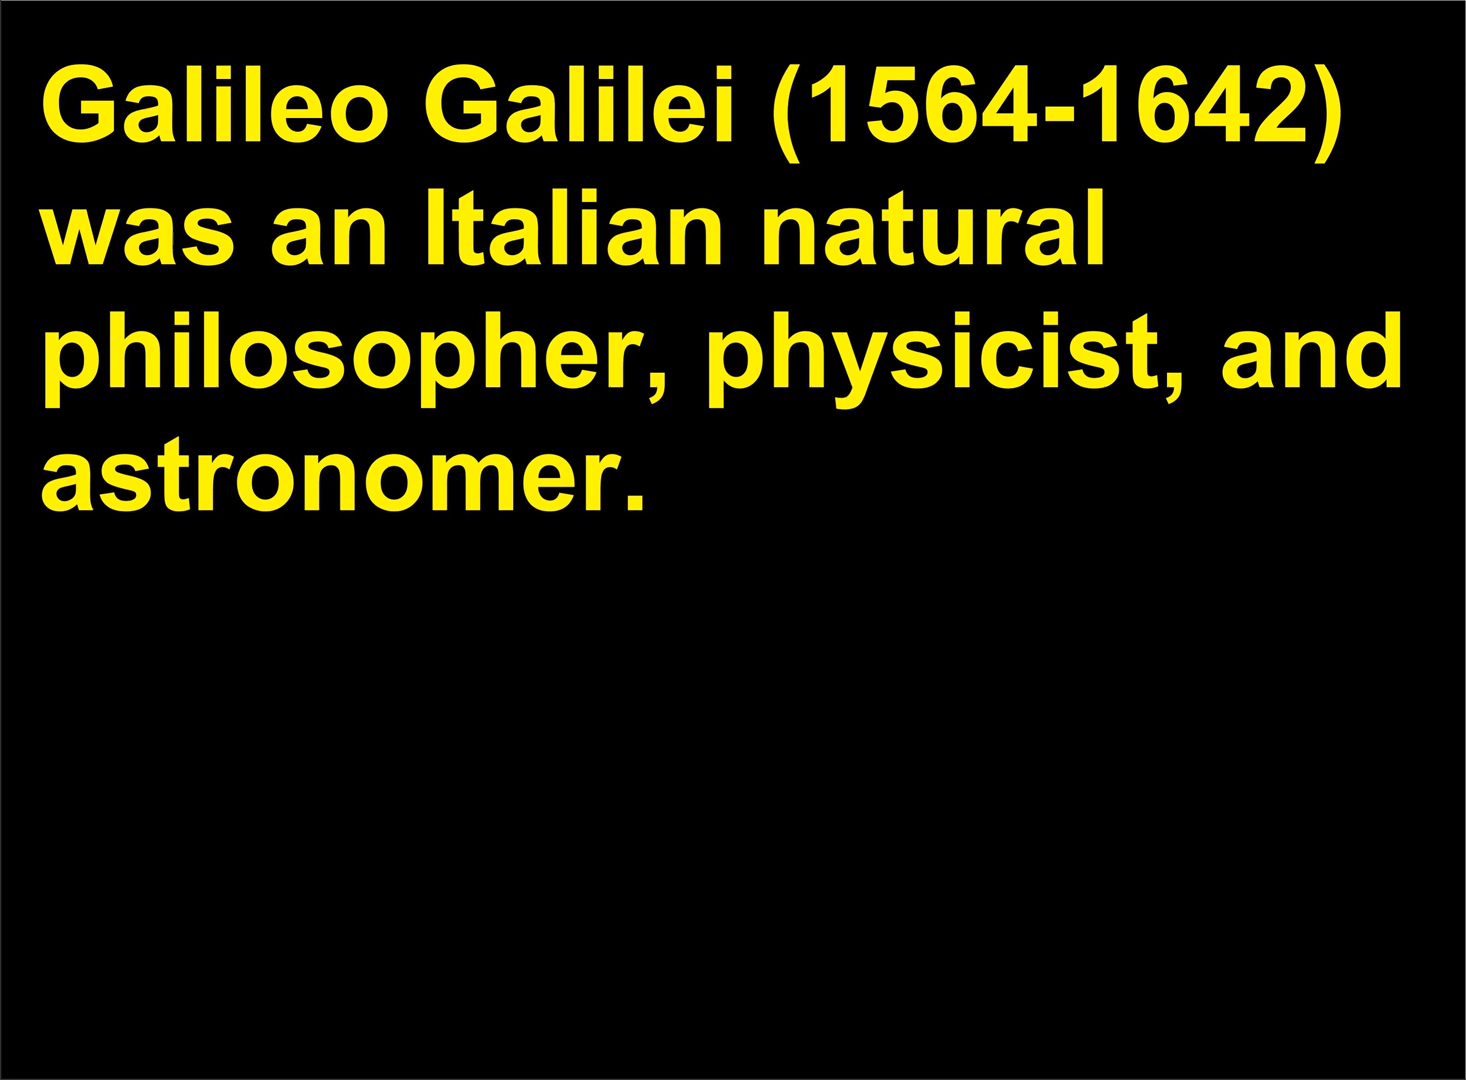 Galileo Galilei (1564-1642)
was an Italian natural
philosopher, physicist, and
astronomer.